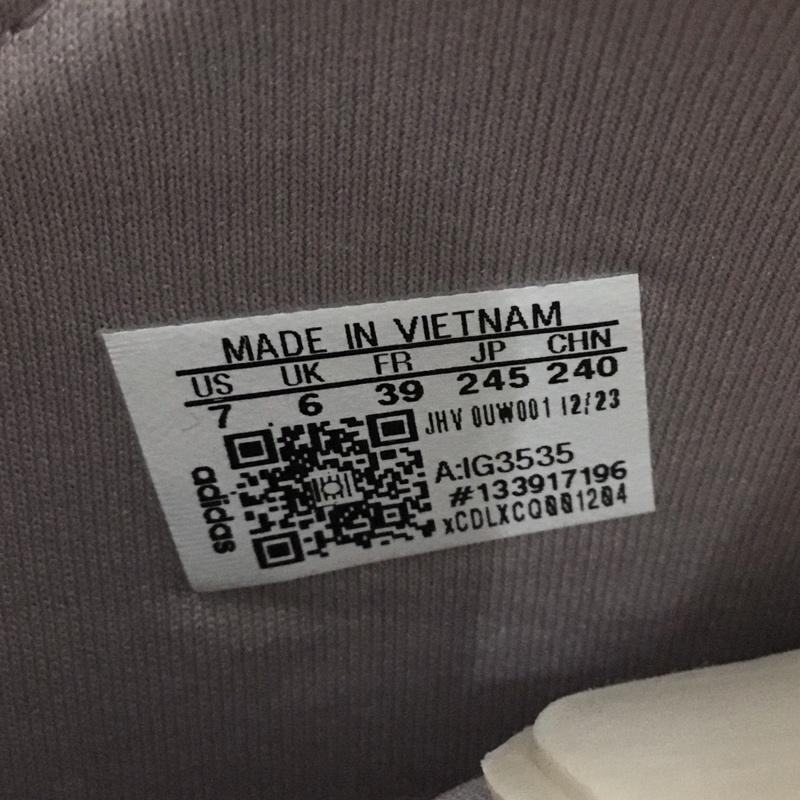 MADE IN VIETNAM
US UK FR JP CHN
7 6 39 245 240
JHV 0UW001 12/23
A:IG3535
#133917196
xCDLXCQ001204
adidas